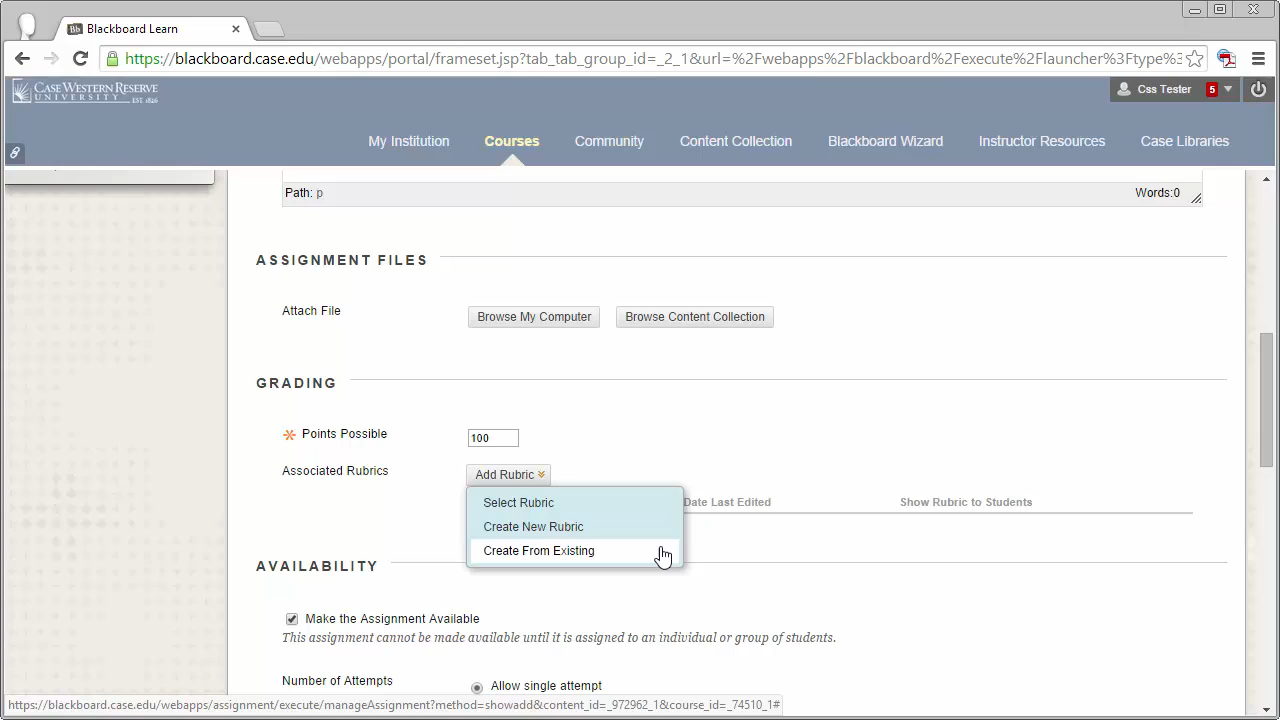 Blackboard Learn
https://blackboard.case.edu/webapps/portal/frameset.jsp?tab_tab_group_id=_2_1&url=%2Fwebapps%2Fblackboard%2Fexecute%2Flauncher%3Ftype%3
CASE WESTERN RESERVE
UNIVERSITY EST. 1826
Css Tester 5
My Institution Courses Community Content Collection Blackboard Wizard Instructor Resources Case Libraries
Path: p Words:0
ASSIGNMENT FILES
Attach File Browse My Computer Browse Content Collection
GRADING
Points Possible 100
Associated Rubrics Add Rubric
Select Rubric
Date Last Edited Show Rubric to Students
Create New Rubric
Create From Existing
AVAILABILITY
Make the Assignment Available
This assignment cannot be made available until it is assigned to an individual or group of students.
Number of Attempts Allow single attempt
https://blackboard.case.edu/webapps/assignment/execute/manageAssignment?method=showadd&content_id=_972962_1&course_id=_74510_1#